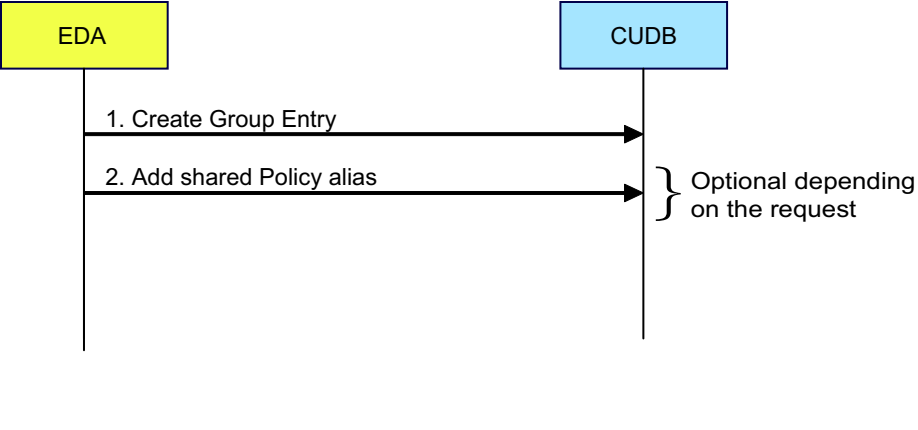 EDA
CUDB
1. Create Group Entry
2. Add shared Policy alias
Optional depending
on the request